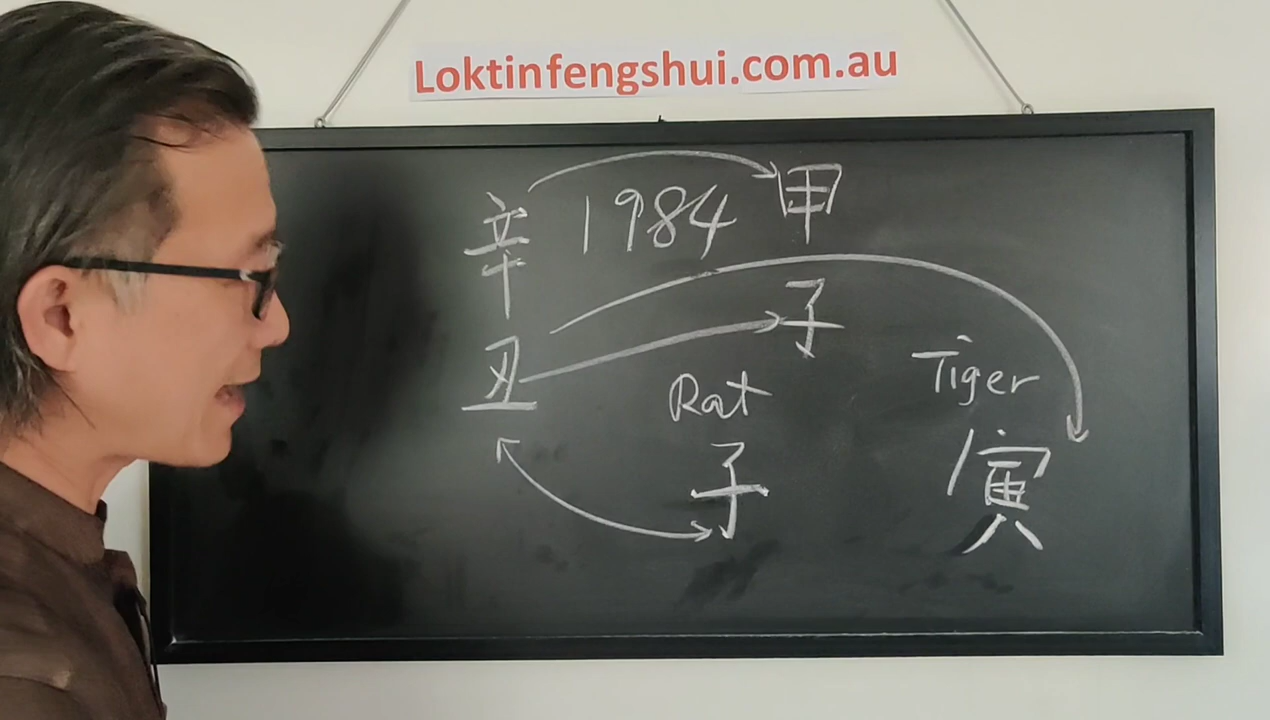 Loktinfengshui.com.au
辛 1984 甲
丑 子
Rat Tiger
子 寅